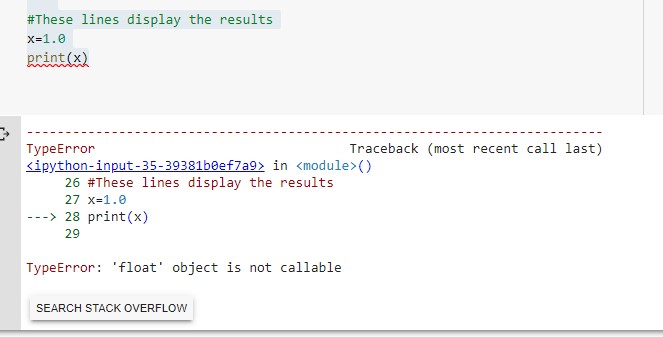 #These lines display the results
x=1.0
print(x)
---------------------------------------------------------------------------
TypeError                                 Traceback (most recent call last)
<ipython-input-35-39381b0ef7a9> in <module>()
     26 #These lines display the results
     27 x=1.0
---> 28 print(x)
     29
TypeError: 'float' object is not callable
SEARCH STACK OVERFLOW